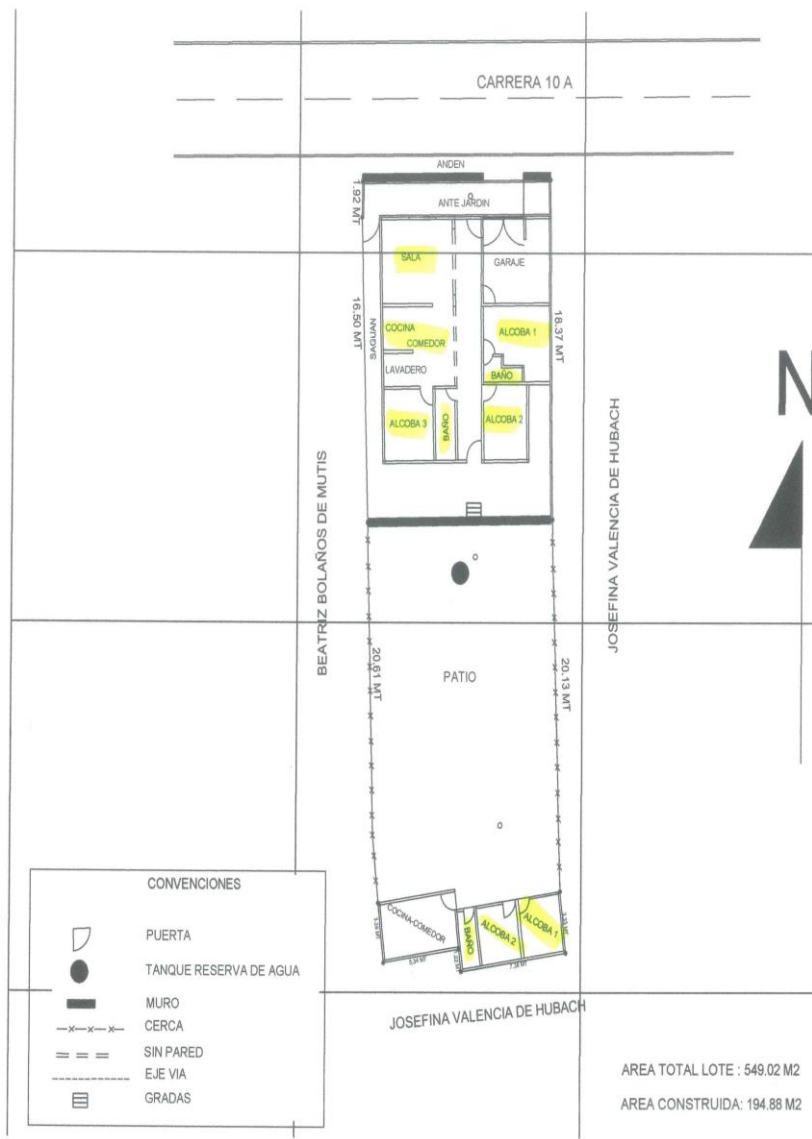 CARRERA 10 A
ANDEN
1.92 MT
ANTE JARDIN
SALA
GARAJE
16.50 MT
SAGUAN
18.37 MT
COCINA
COMEDOR
ALCOBA 1
LAVADERO
BAÑO
ALCOBA 3
BAÑO
ALCOBA 2
N
BEATRIZ BOLAÑOS DE MUTIS
JOSEFINA VALENCIA DE HUBACH
20.61 MT
PATIO
20.13 MT
COCINA-COMEDOR
BAÑO
ALCOBA 2
ALCOBA 1
JOSEFINA VALENCIA DE HUBACH
CONVENCIONES
PUERTA
TANQUE RESERVA DE AGUA
MURO
CERCA
SIN PARED
EJE VIA
GRADAS
AREA TOTAL LOTE : 549.02 M2
AREA CONSTRUIDA: 194.88 M2